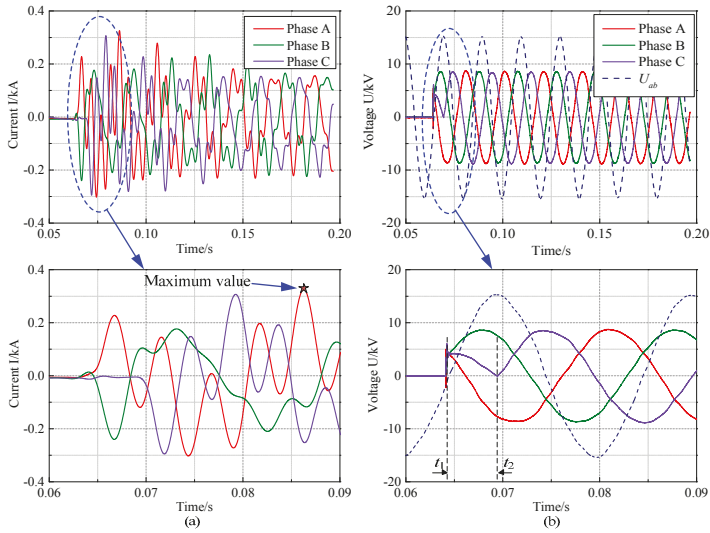 0.4
0.2
0.0
-0.2
-0.4
Current I/kA
Phase A
Phase B
Phase C
0.05
0.10
0.15
0.20
Time/s
20
10
0
-10
-20
Voltage U/kV
Phase A
Phase B
Phase C
Uab
0.05
0.10
0.15
0.20
Time/s
0.4
0.2
0.0
-0.2
-0.4
Current I/kA
Maximum value
0.06
0.07
0.08
0.09
Time/s
(a)
20
10
0
-10
-20
Voltage U/kV
t1
t2
0.06
0.07
0.08
0.09
Time/s
(b)